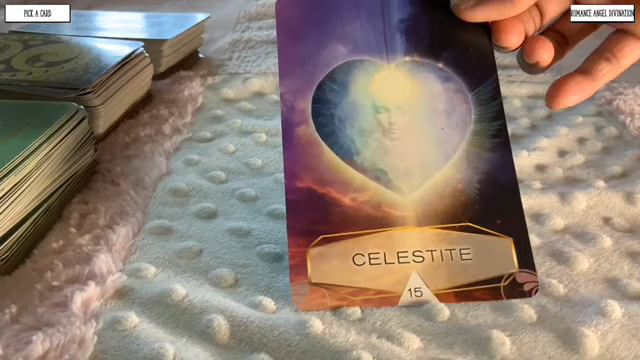 PICK A CARD
ROMANCE ANGEL DIVINATION
CELESTITE
15